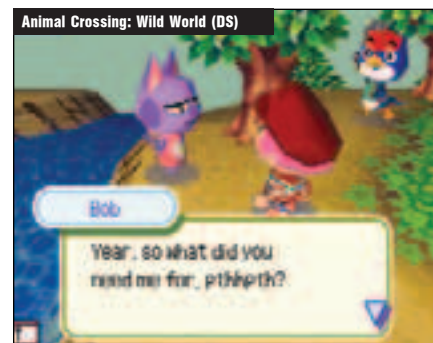 Animal Crossing: Wild World (DS)
Bob
Yeah, so what did you
need me for, pthhpth?